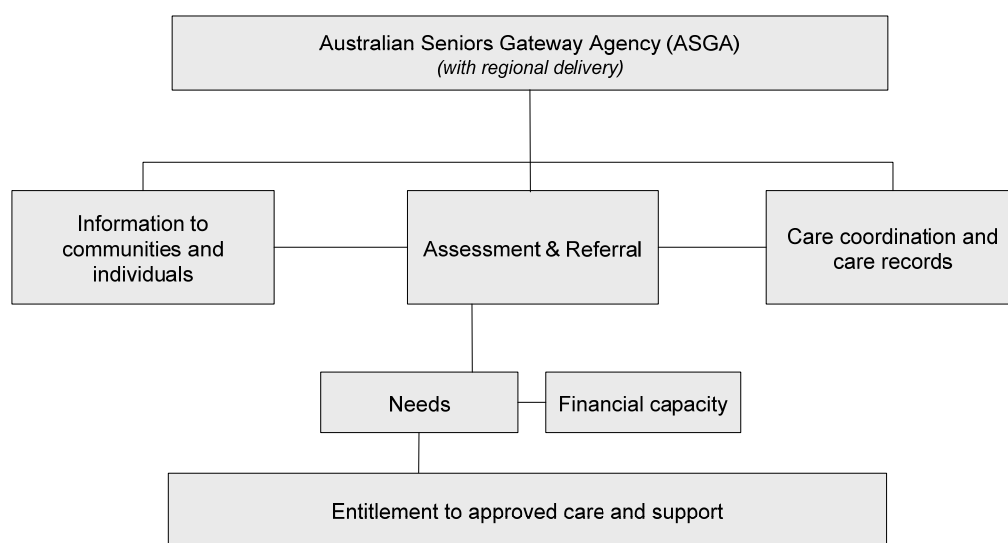 Australian Seniors Gateway Agency (ASGA)
(with regional delivery)
Information to
communities and
individuals
Assessment & Referral
Care coordination and
care records
Needs
Financial capacity
Entitlement to approved care and support